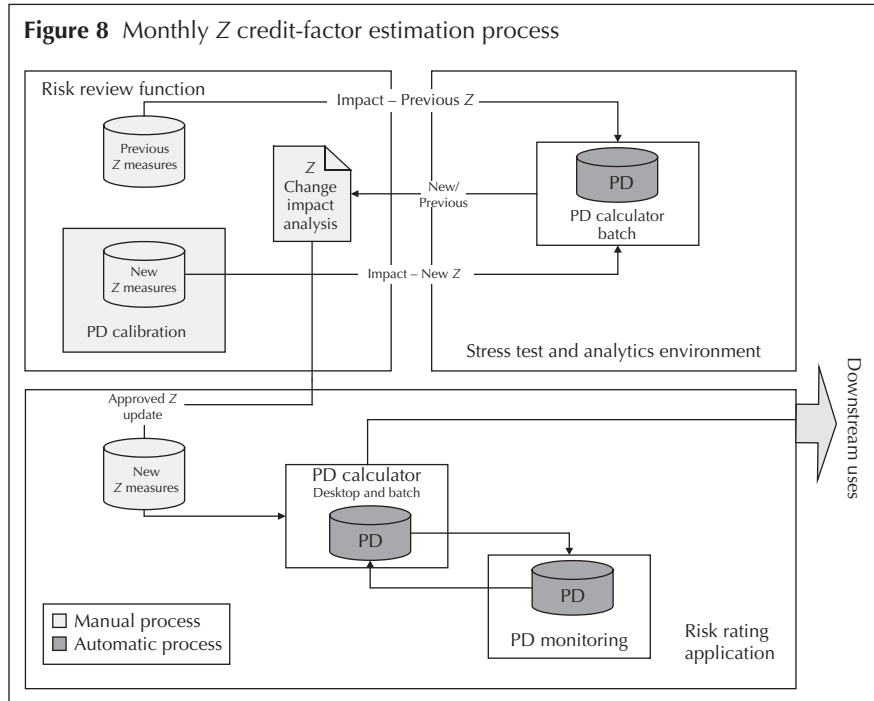 Figure 8 Monthly Z credit-factor estimation process
Risk review function
Impact – Previous Z
Previous
Z measures
Z
Change
impact
analysis
New/
Previous
PD
PD calculator
batch
New
Z measures
Impact – New Z
PD calibration
Stress test and analytics environment
Downstream uses
Approved Z
update
New
Z measures
PD calculator
Desktop and batch
PD
PD
PD monitoring
Manual process
Automatic process
Risk rating
application